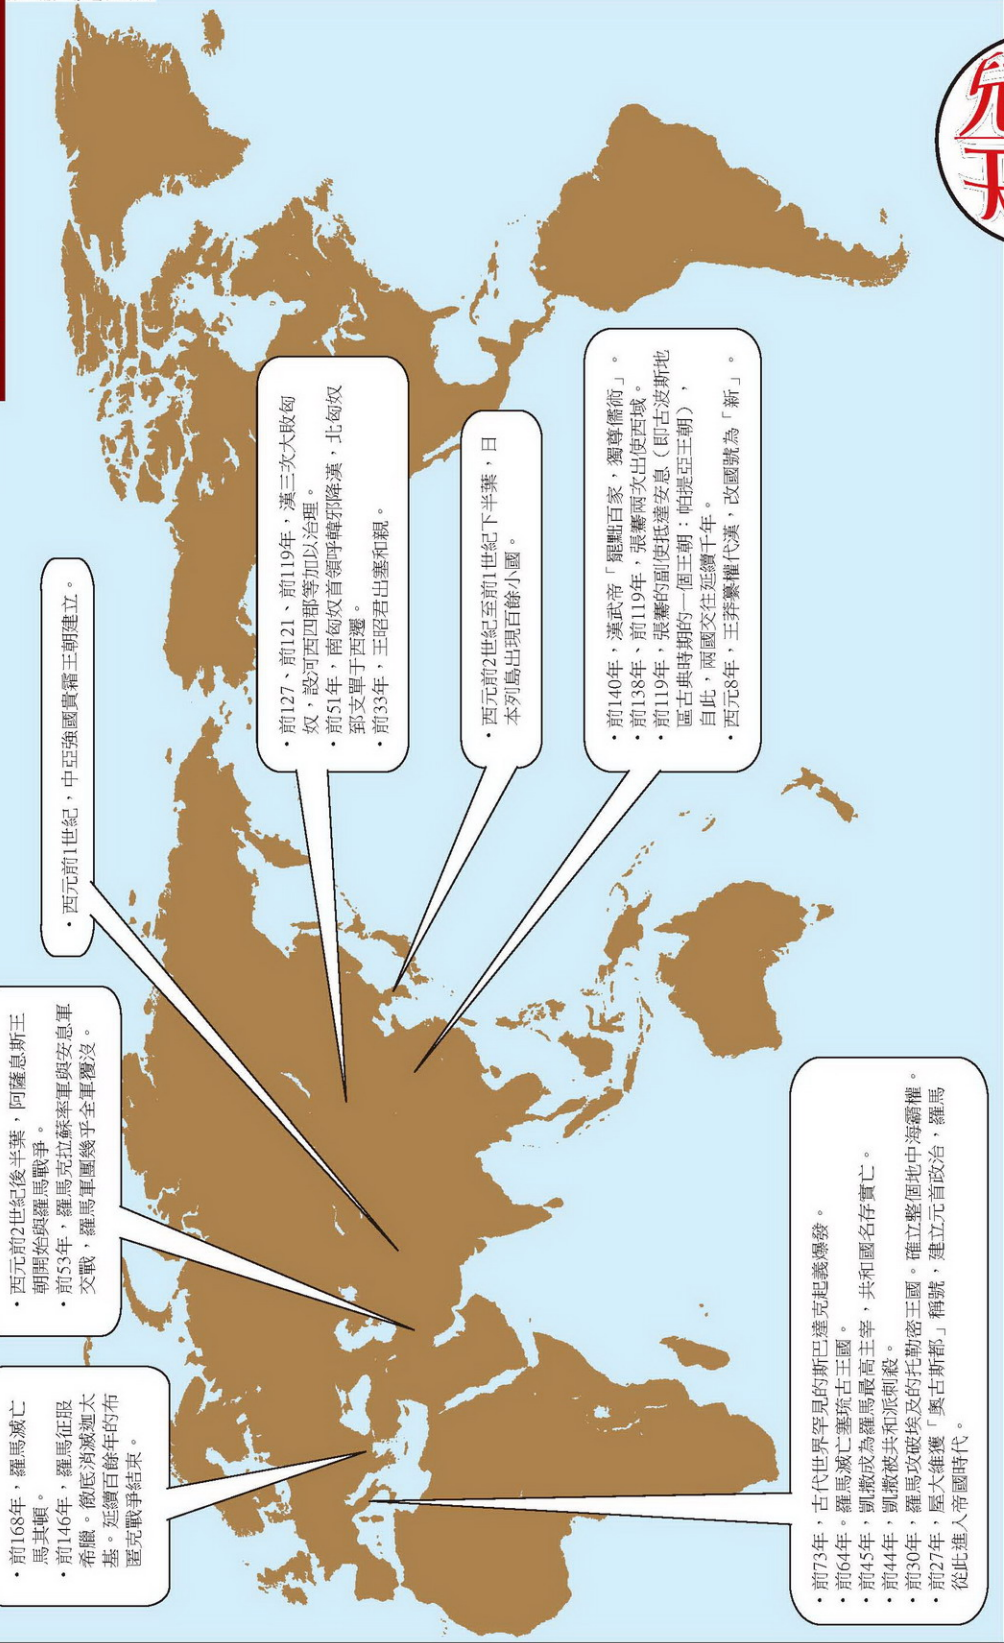 ・前168年，羅馬滅亡
馬其頓。
・前146年，羅馬征服
希臘。徹底消滅迦太
基。延續百餘年的布
匿克戰爭結束。
・西元前2世紀後半葉，阿薩息斯王
朝開始與羅馬戰爭。
・前53年，羅馬克拉蘇率軍與安息軍
交戰，羅馬軍團幾乎全軍覆沒。
・西元前1世紀，中亞強國貴霜王朝建立。
・前127、前121、前119年，漢三次大敗匈
奴，設河西四郡等加以治理。
・前51年，南匈奴首領呼韓邪降漢，北匈奴
郅支單于西遷。
・前33年，王昭君出塞和親。
・西元前2世紀至前1世紀下半葉，日
本列島出現百餘小國。
・前140年，漢武帝「罷黜百家，獨尊儒術」。
・前138年、前119年，張騫兩次出使西域。
・前119年，張騫的副使抵達安息（即古波斯地
區古典時期的一個王朝：帕提亞王朝），
自此，兩國交往延續千年。
・西元8年，王莽篡權代漢，改國號為「新」。
・前73年，古代世界罕見的斯巴達克起義爆發。
・前64年。羅馬滅亡塞琉古王國。
・前45年，凱撒成為羅馬最高主宰，共和國名存實亡。
・前44年，凱撒被共和派刺殺。
・前30年，羅馬攻破埃及的托勒密王國。確立整個地中海霸權。
・前27年，屋大維獲「奧古斯都」稱號，建立元首政治，羅馬
從此進入帝國時代。